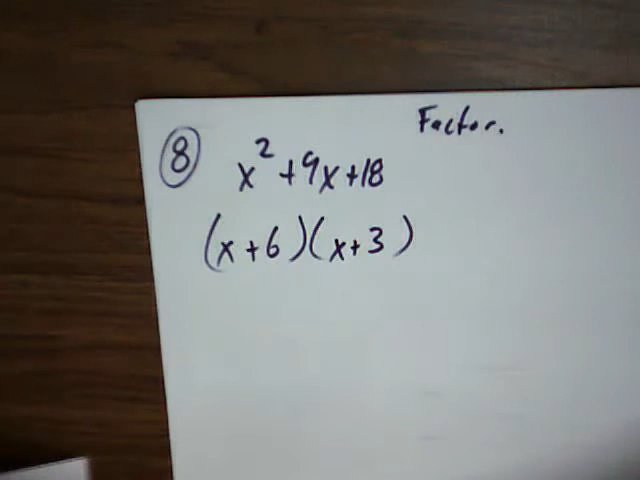 Factor.
8 x² + 9x + 18
(x + 6)(x + 3)